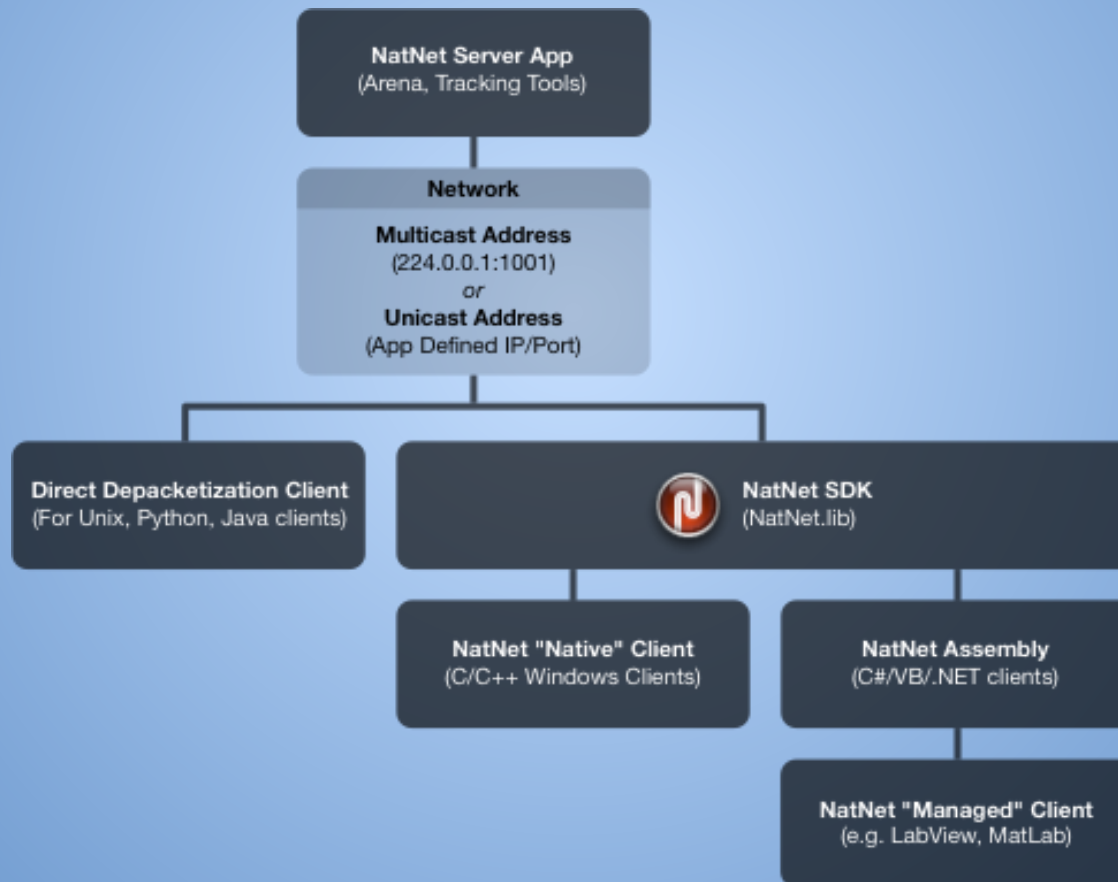 NatNet Server App
(Arena, Tracking Tools)
Network
Multicast Address
(224.0.0.1:1001)
or
Unicast Address
(App Defined IP/Port)
Direct Depacketization Client
(For Unix, Python, Java clients)
NatNet SDK
(NatNet.lib)
NatNet "Native" Client
(C/C++ Windows Clients)
NatNet Assembly
(C#/VB/.NET clients)
NatNet "Managed" Client
(e.g. LabView, MatLab)